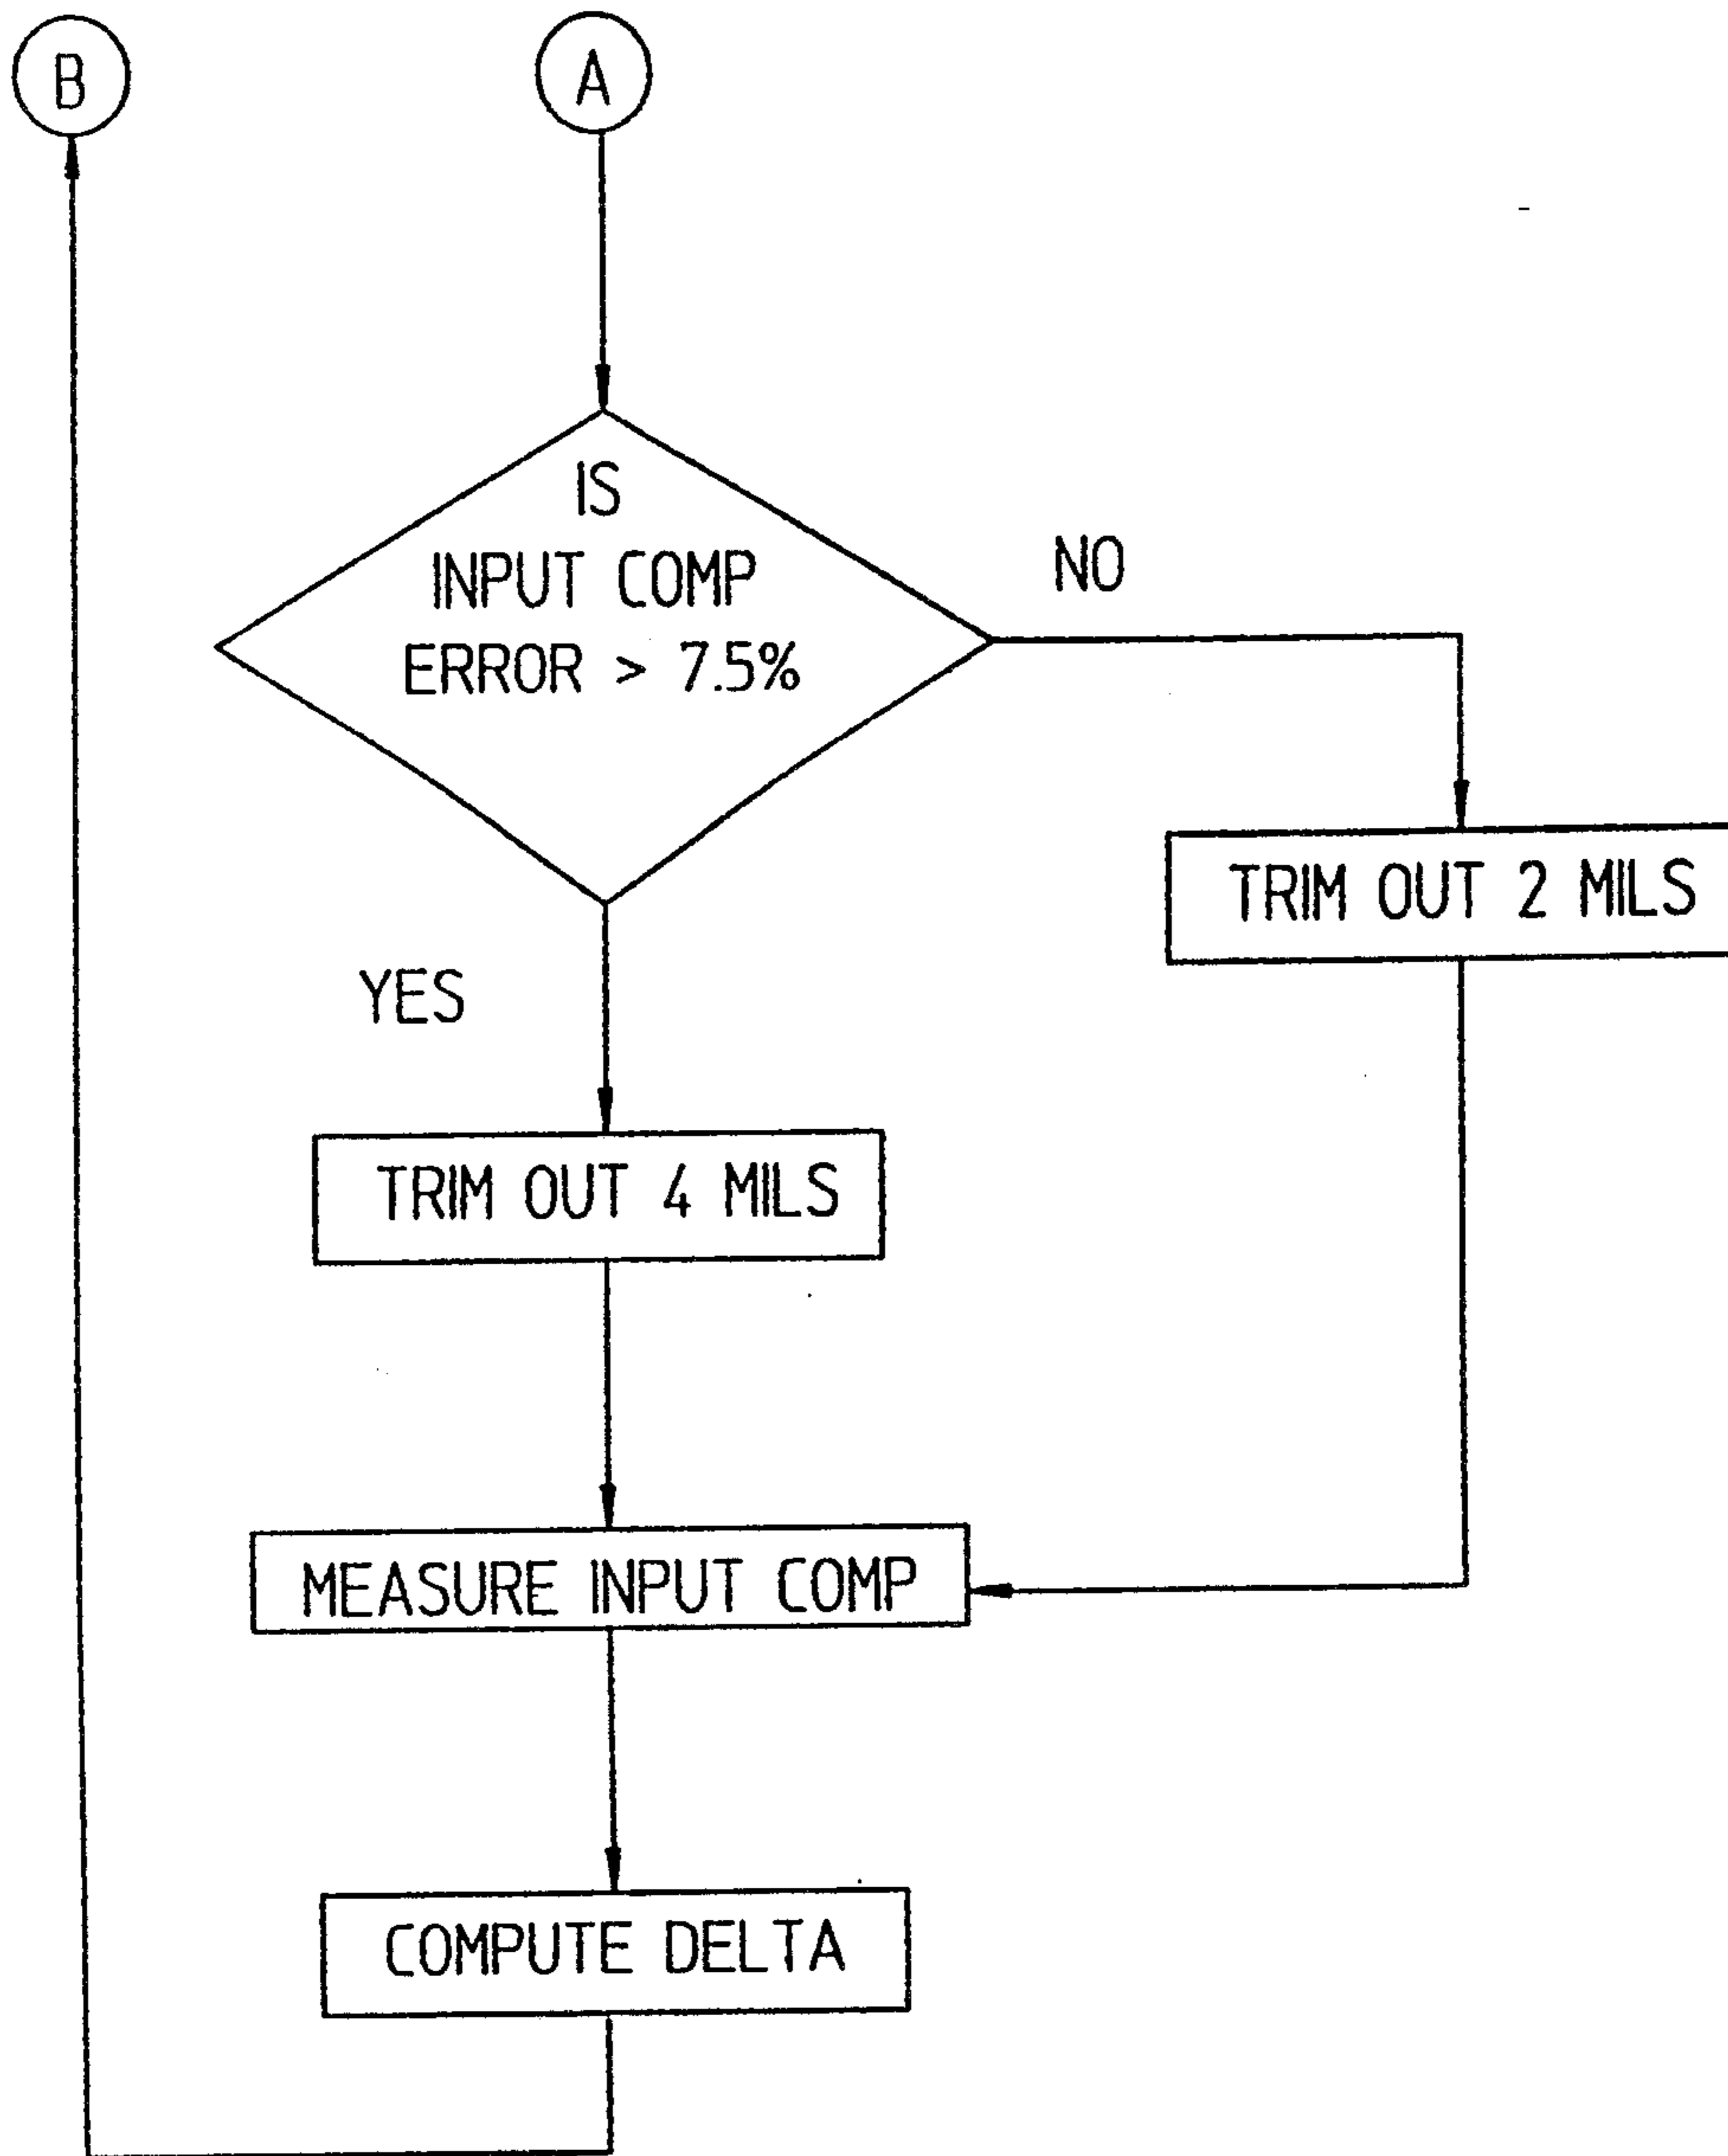 B
A
IS
INPUT COMP
ERROR > 7.5%
NO
TRIM OUT 2 MILS
YES
TRIM OUT 4 MILS
MEASURE INPUT COMP
COMPUTE DELTA